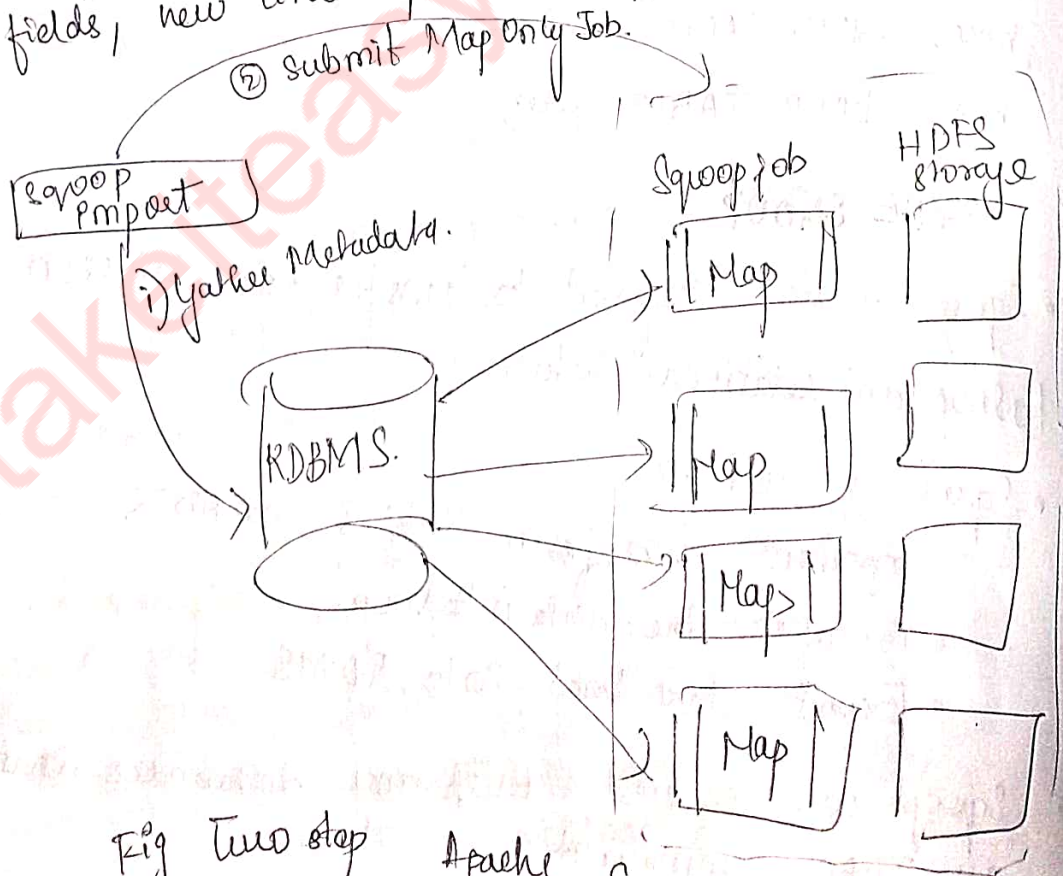 fields, new
② Submit Map Only Job.
Sqoop
Import
i) Gather Metadata.
RDBMS.
Sqoop job
HDFS
Storage
Map
Map
Map
Map
Fig Two step Apache
takeiteasy